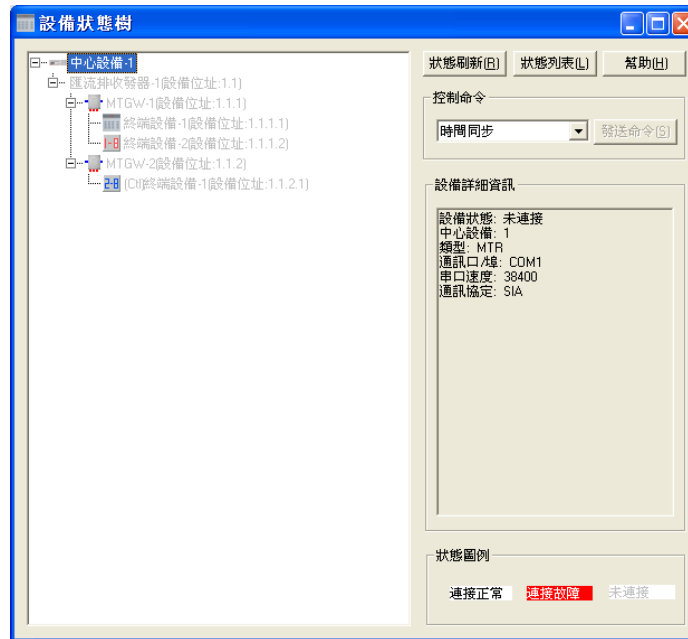 設備狀態樹
中心設備-1
匯流排收發器-1(設備位址:1.1)
MTGW-1(設備位址:1.1.1)
終端設備-1(設備位址:1.1.1.1)
1-8 終端設備-2(設備位址:1.1.1.2)
MTGW-2(設備位址:1.1.2)
2-8 (Ctl)終端設備-1(設備位址:1.1.2.1)
狀態刷新(R) 狀態列表(L) 幫助(H)
控制命令
時間同步 發送命令(S)
設備詳細資訊
設備狀態: 未連接
中心設備: 1
類型: MTR
通訊口/埠: COM1
串口速度: 38400
通訊協定: SIA
狀態圖例
連接正常 連接故障 未連接